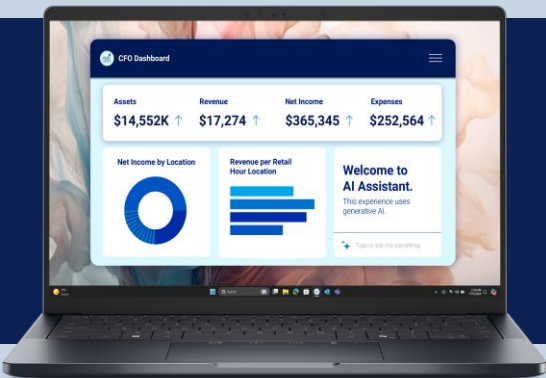 CFO Dashboard
Assets Revenue Net Income Expenses
$14,552K ↑ $17,274 ↑ $365,345 ↑ $252,564 ↑
Net Income by Location
Revenue per Retail
Hour Location
Welcome to
AI Assistant.
This experience uses
generative AI.
Type or ask me something
Search